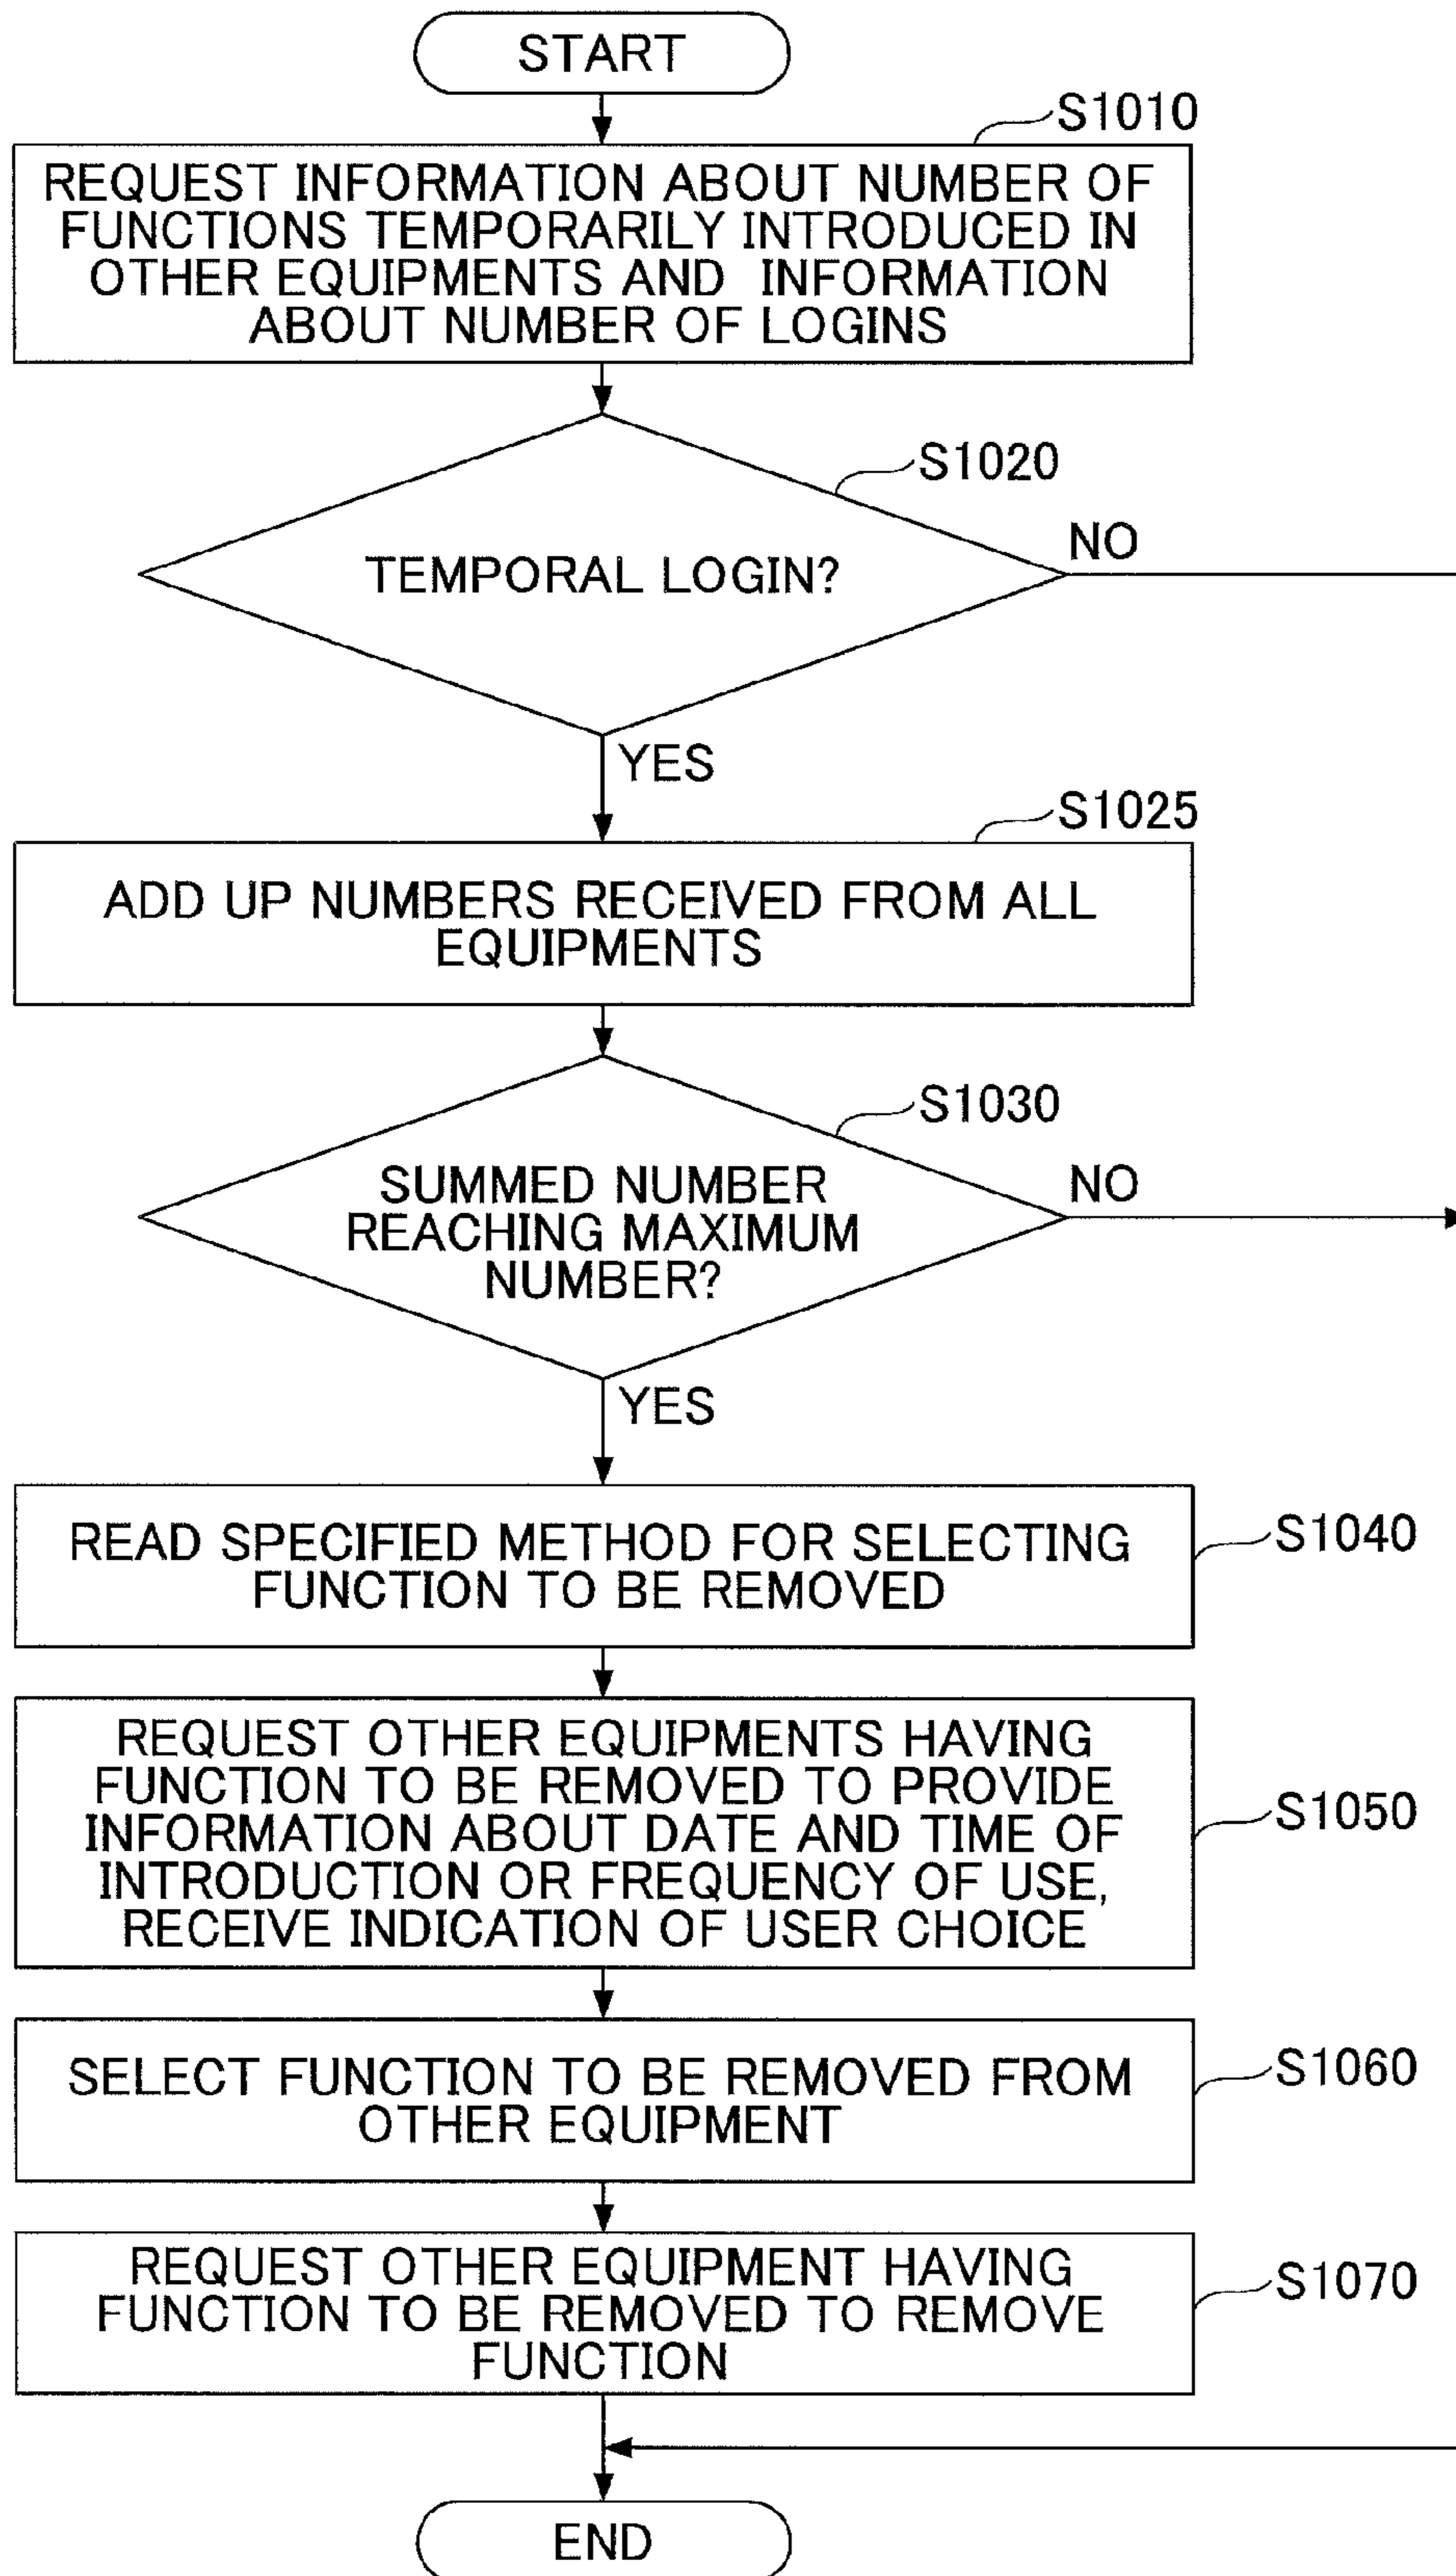 START
S1010
REQUEST INFORMATION ABOUT NUMBER OF
FUNCTIONS TEMPORARILY INTRODUCED IN
OTHER EQUIPMENTS AND INFORMATION
ABOUT NUMBER OF LOGINS
S1020
NO
TEMPORAL LOGIN?
YES
S1025
ADD UP NUMBERS RECEIVED FROM ALL
EQUIPMENTS
S1030
NO
SUMMED NUMBER
REACHING MAXIMUM
NUMBER?
YES
S1040
READ SPECIFIED METHOD FOR SELECTING
FUNCTION TO BE REMOVED
S1050
REQUEST OTHER EQUIPMENTS HAVING
FUNCTION TO BE REMOVED TO PROVIDE
INFORMATION ABOUT DATE AND TIME OF
INTRODUCTION OR FREQUENCY OF USE,
RECEIVE INDICATION OF USER CHOICE
S1060
SELECT FUNCTION TO BE REMOVED FROM
OTHER EQUIPMENT
S1070
REQUEST OTHER EQUIPMENT HAVING
FUNCTION TO BE REMOVED TO REMOVE
FUNCTION
END